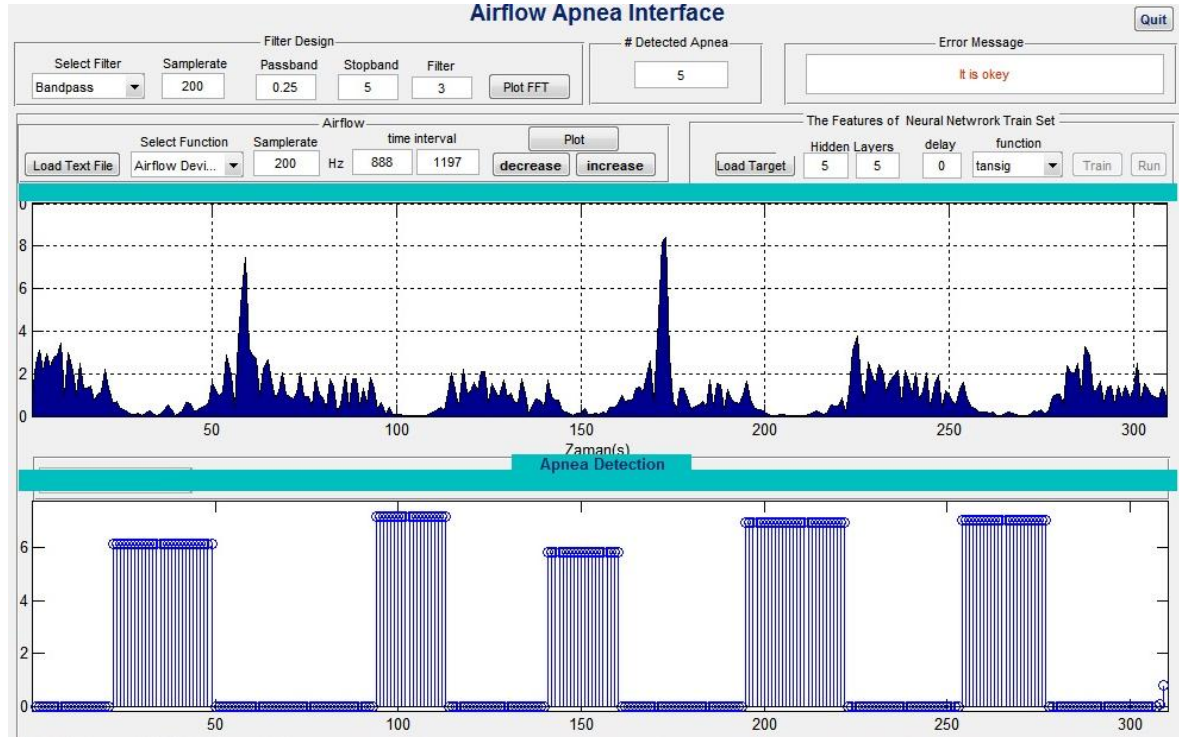 Airflow Apnea Interface
Quit
Filter Design
Select Filter Samplerate Passband Stopband Filter
Bandpass 200 0.25 5 3 Plot FFT
# Detected Apnea
5
Error Message
It is okey
Airflow
Select Function Samplerate time interval Plot
Load Text File Airflow Devi... 200 Hz 888 1197 decrease increase
The Features of Neural Netwrork Train Set
Hidden Layers delay function
Load Target 5 5 0 tansig Train Run
0
8
6
4
2
0
50 100 150 200 250 300
Zaman(s)
Apnea Detection
6
4
2
0
50 100 150 200 250 300